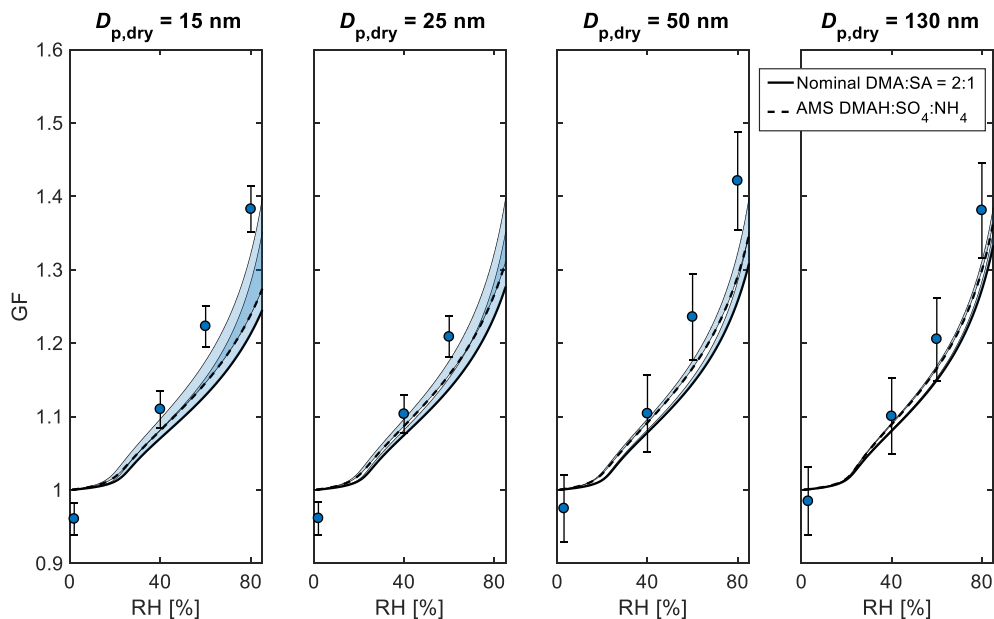 D p,dry = 15 nm
D p,dry = 25 nm
D p,dry = 50 nm
D p,dry = 130 nm
Nominal DMA:SA = 2:1
AMS DMAH:SO4:NH4
GF
1.6
1.5
1.4
1.3
1.2
1.1
1
0.9
0 40 80
0 40 80
0 40 80
0 40 80
RH [%]
RH [%]
RH [%]
RH [%]